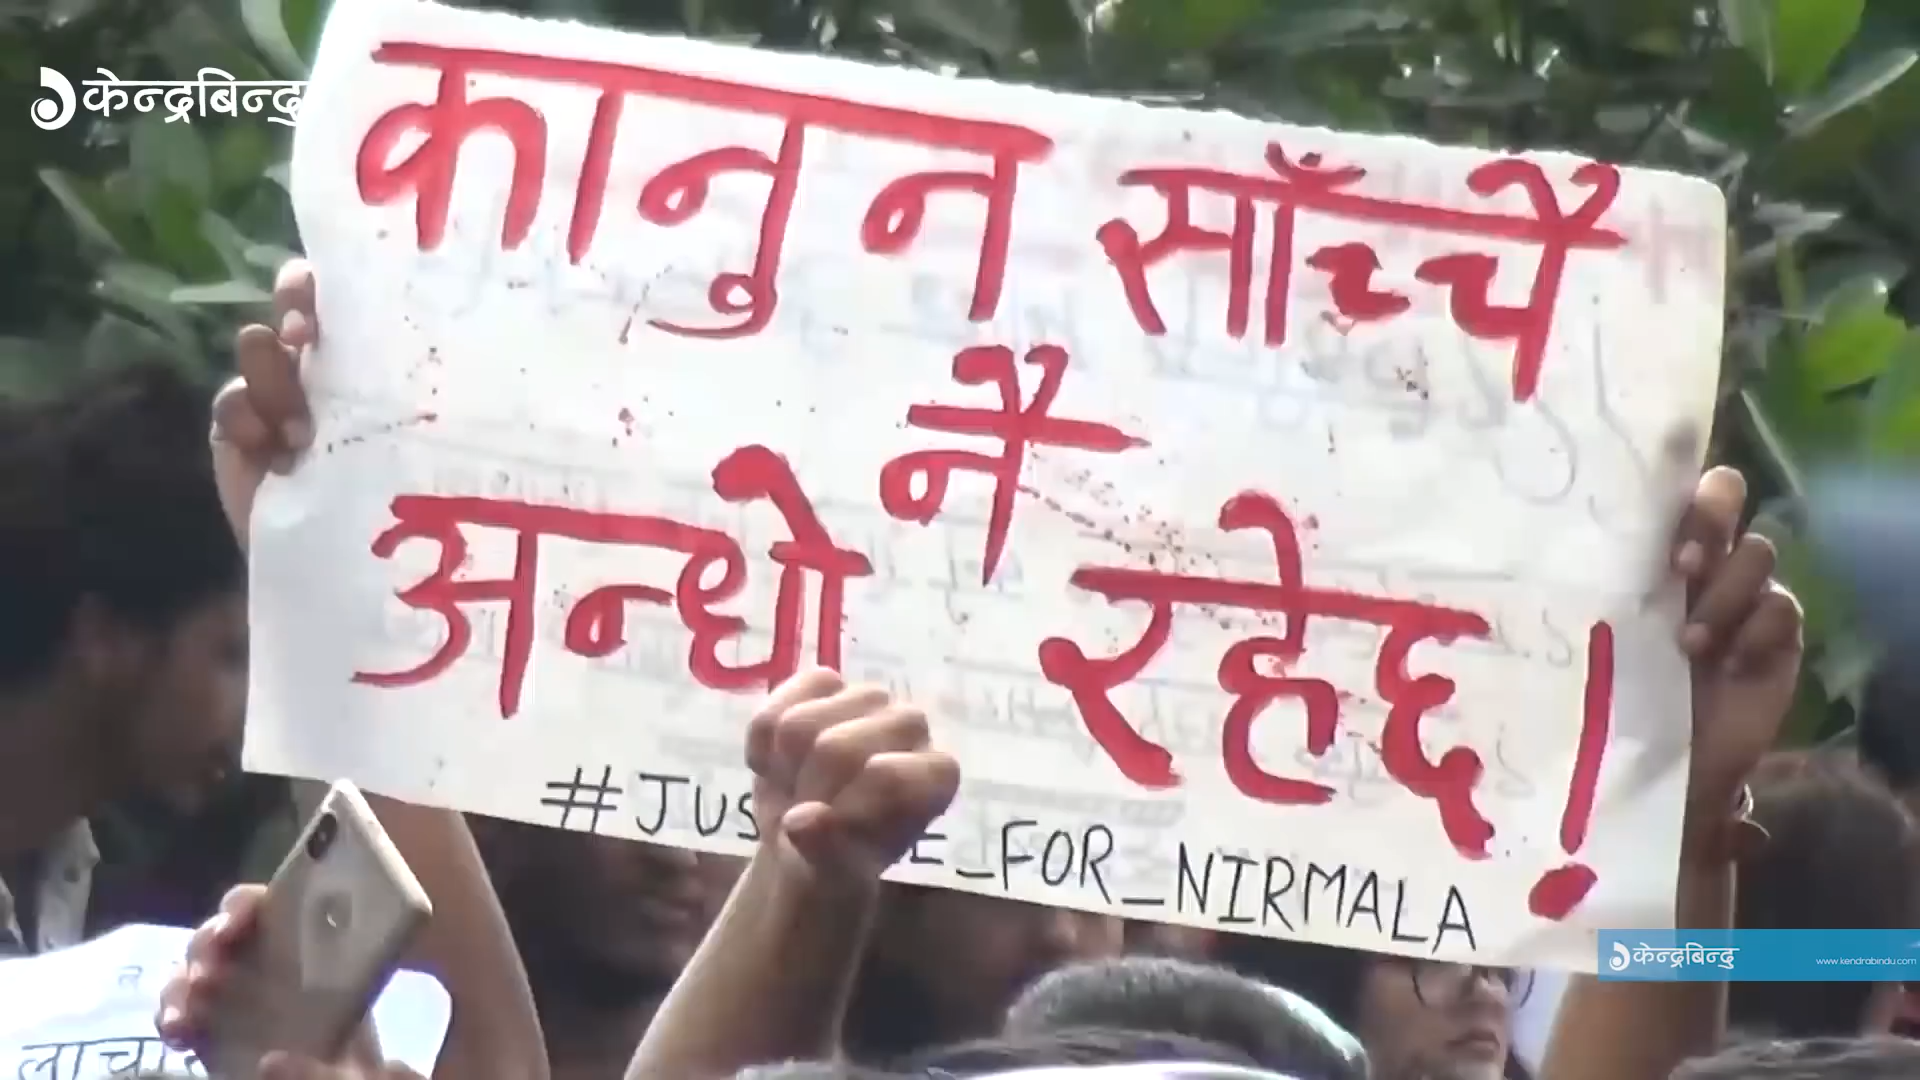 केन्द्रबिन्दु
कानुन साँच्चैं
नै
अन्धो रहेछ !
#JUS E_FOR_NIRMALA
केन्द्रबिन्दु
www.kendrabindu.com
लाचार